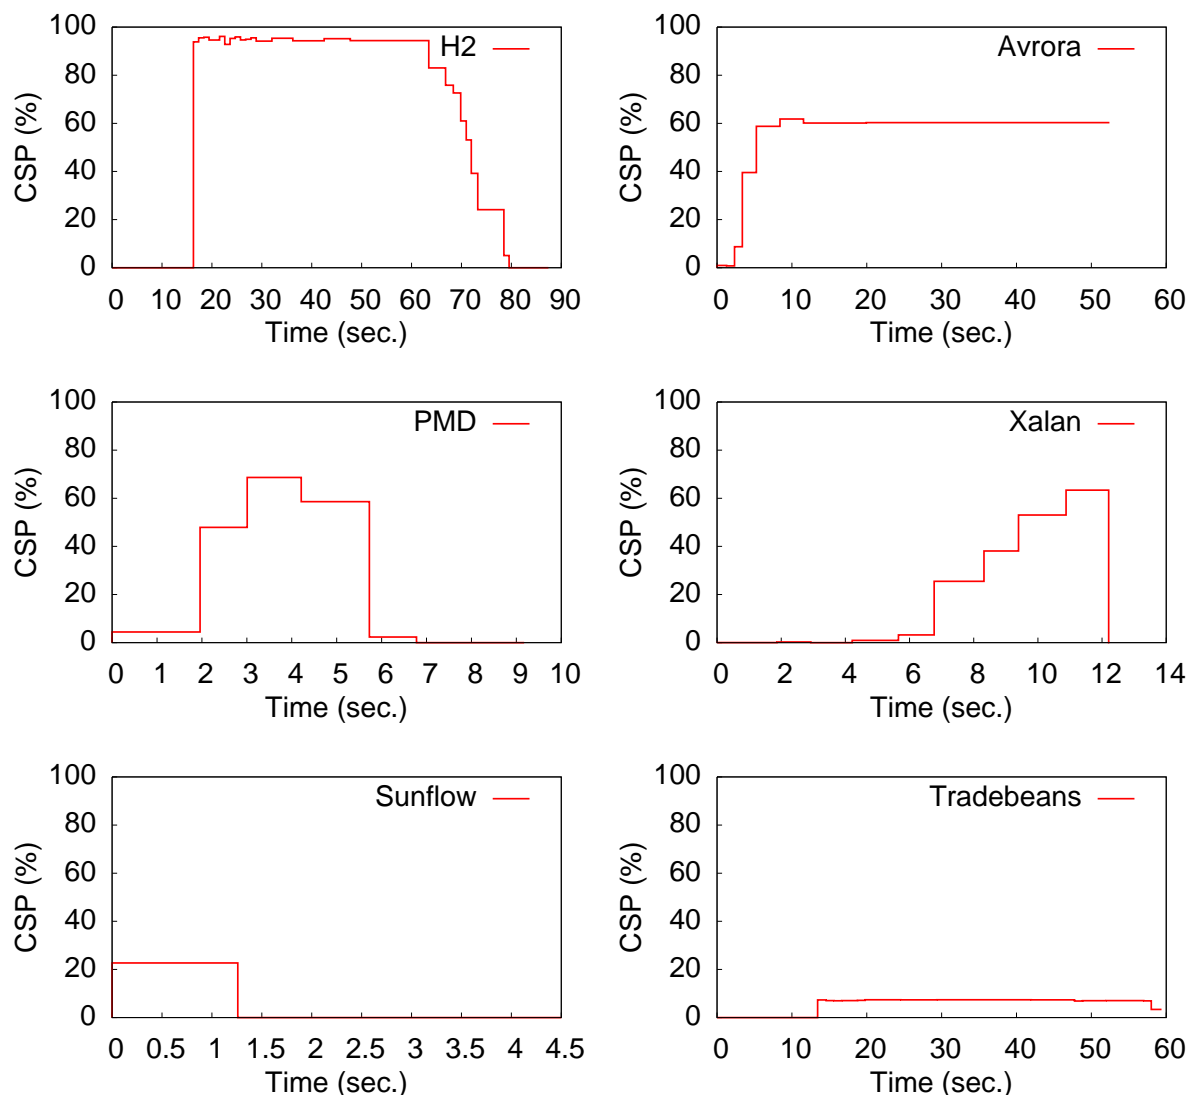 H2
CSP (%)
100
80
60
40
20
0
0 10 20 30 40 50 60 70 80 90
Time (sec.)
Avrora
CSP (%)
100
80
60
40
20
0
0 10 20 30 40 50 60
Time (sec.)
PMD
CSP (%)
100
80
60
40
20
0
0 1 2 3 4 5 6 7 8 9 10
Time (sec.)
Xalan
CSP (%)
100
80
60
40
20
0
0 2 4 6 8 10 12 14
Time (sec.)
Sunflow
CSP (%)
100
80
60
40
20
0
0 0.5 1 1.5 2 2.5 3 3.5 4 4.5
Time (sec.)
Tradebeans
CSP (%)
100
80
60
40
20
0
0 10 20 30 40 50 60
Time (sec.)